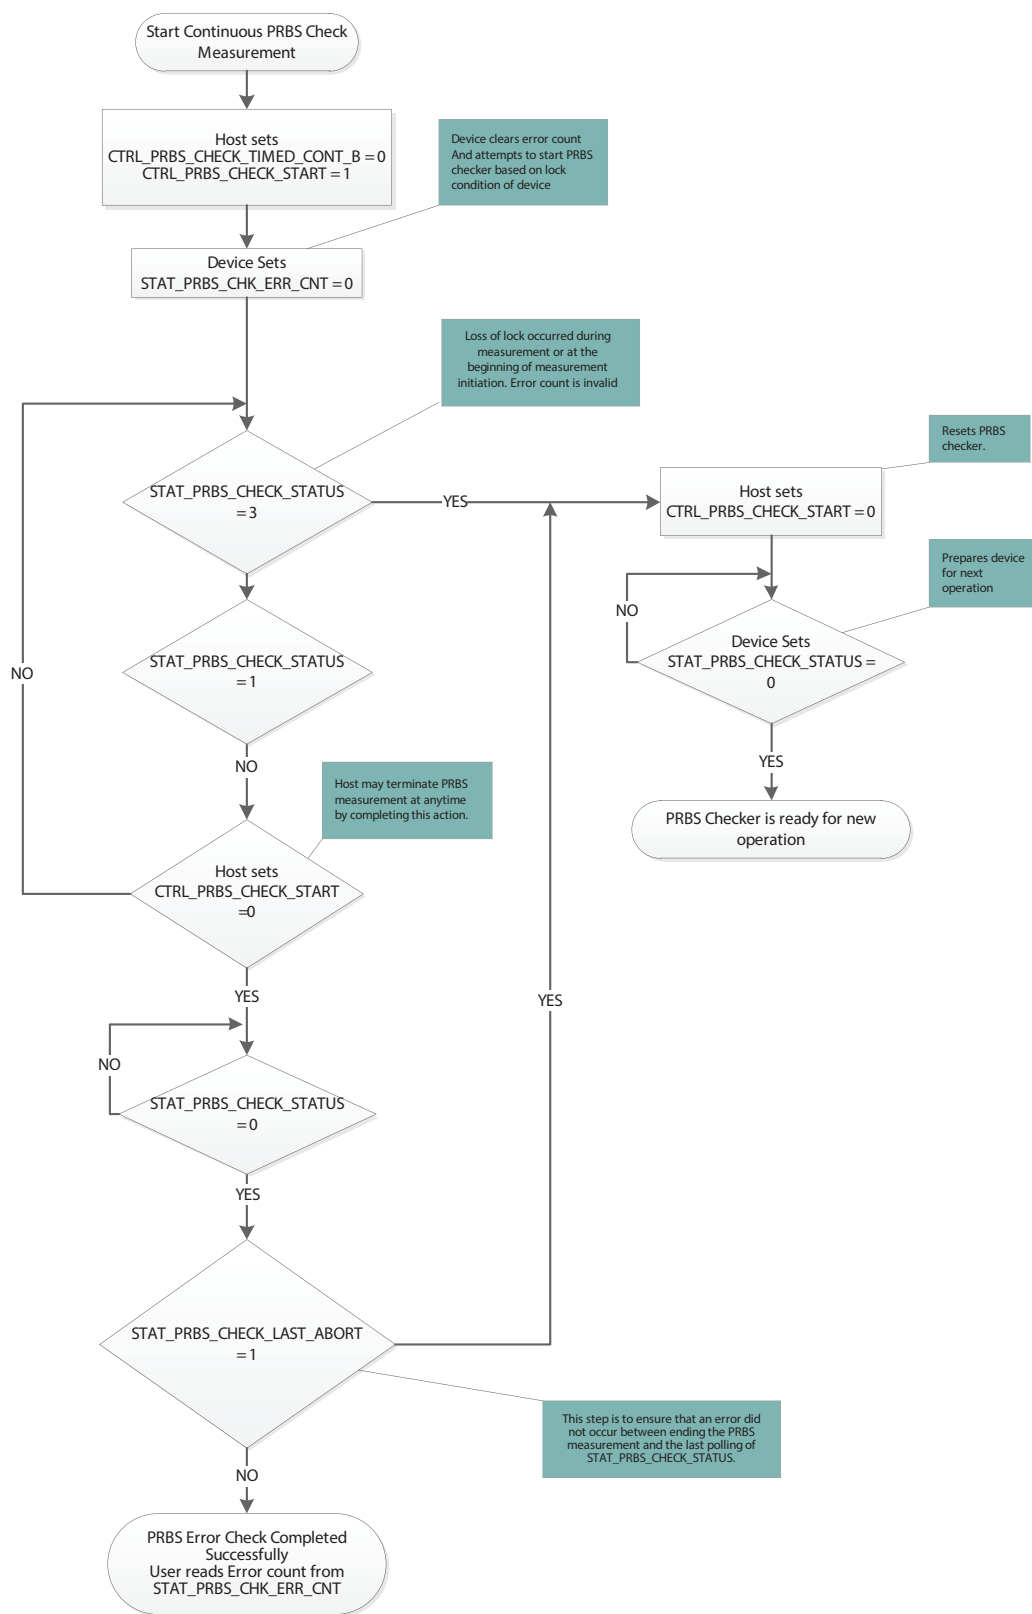 Start Continuous PRBS Check
Measurement
Host sets
CTRL_PRBS_CHECK_TIMED_CONT_B = 0
CTRL_PRBS_CHECK_START = 1
Device clears error count
And attempts to start PRBS
checker based on lock
condition of device
Device Sets
STAT_PRBS_CHK_ERR_CNT = 0
Loss of lock occurred during
measurement or at the
beginning of measurement
initiation. Error count is invalid
STAT_PRBS_CHECK_STATUS
= 3
YES
Resets PRBS
checker.
Host sets
CTRL_PRBS_CHECK_START = 0
Prepares device
for next
operation
NO
Device Sets
STAT_PRBS_CHECK_STATUS =
0
YES
PRBS Checker is ready for new
operation
STAT_PRBS_CHECK_STATUS
= 1
NO
NO
Host may terminate PRBS
measurement at anytime
by completing this action.
Host sets
CTRL_PRBS_CHECK_START
=0
YES
YES
NO
STAT_PRBS_CHECK_STATUS
= 0
YES
STAT_PRBS_CHECK_LAST_ABORT
= 1
This step is to ensure that an error did
not occur between ending the PRBS
measurement and the last polling of
STAT_PRBS_CHECK_STATUS.
NO
PRBS Error Check Completed
Successfully
User reads Error count from
STAT_PRBS_CHK_ERR_CNT